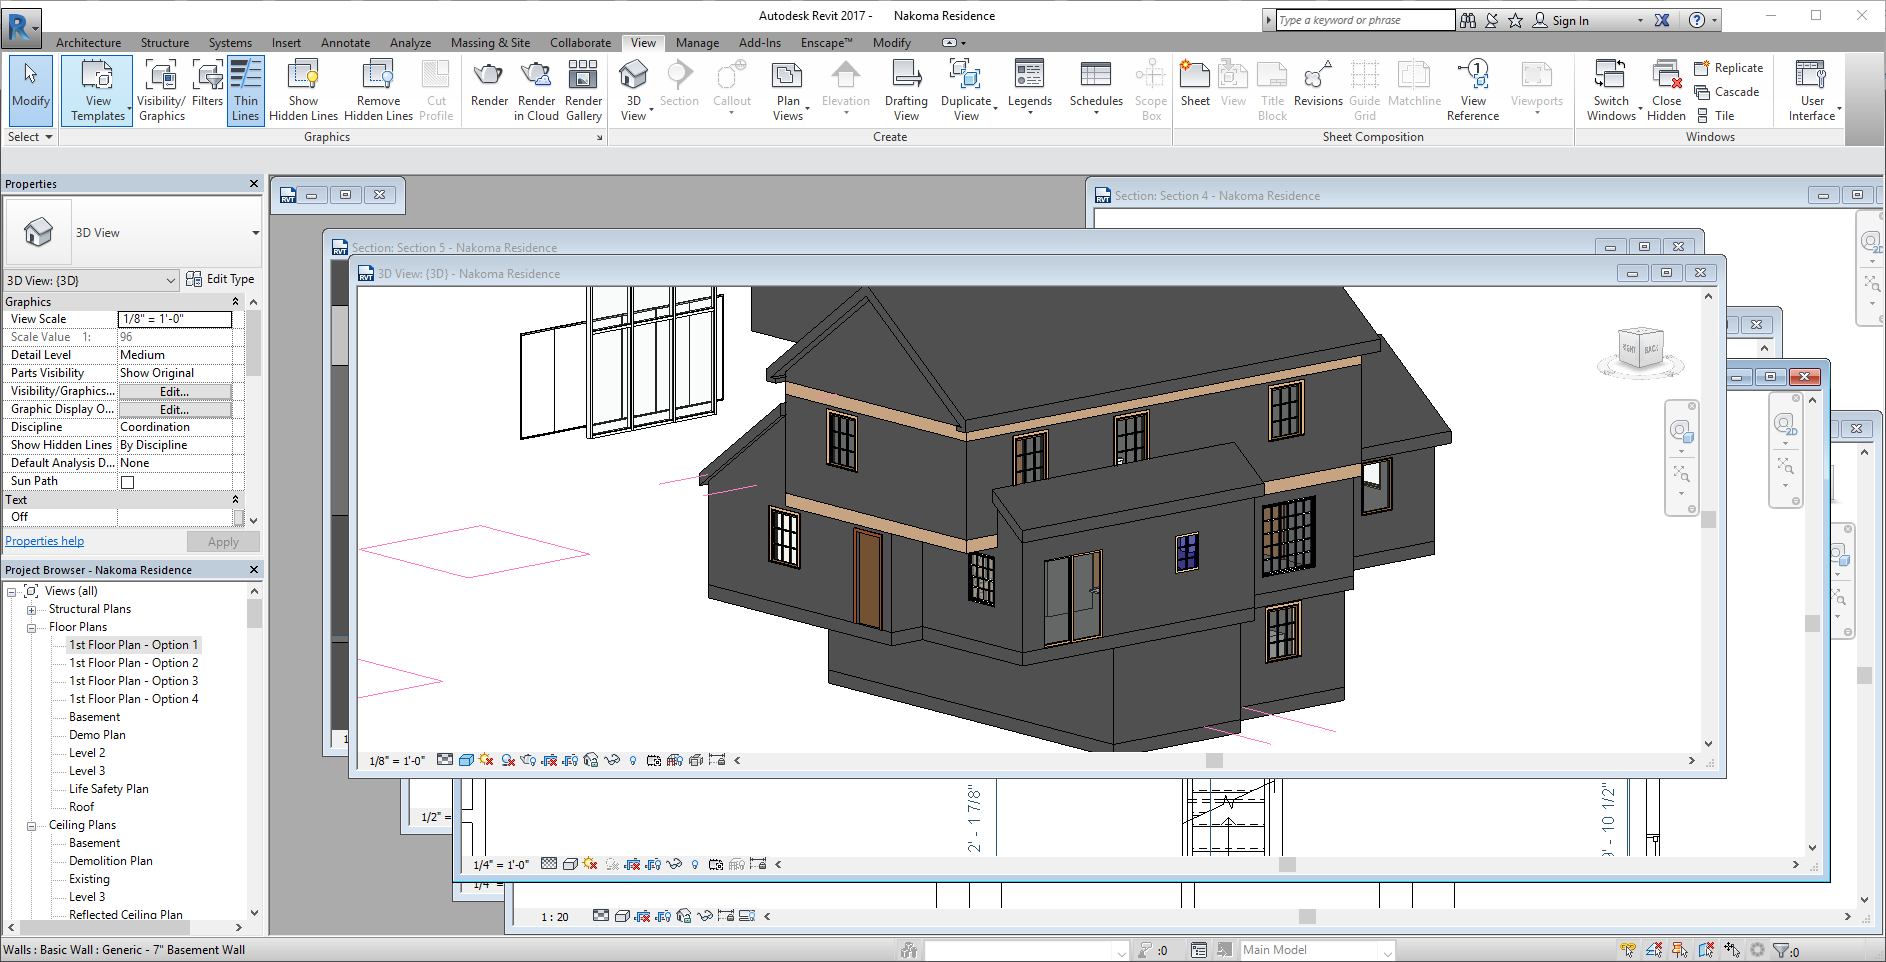 Autodesk Revit 2017 -    Nakoma Residence
Type a keyword or phrase
Sign In
Architecture Structure Systems Insert Annotate Analyze Massing & Site Collaborate View Manage Add-Ins Enscape™ Modify
Modify
View Templates
Visibility/ Graphics
Filters
Thin Lines
Show Hidden Lines
Remove Hidden Lines
Cut Profile
Render
Render in Cloud
Render Gallery
3D View
Section
Callout
Plan Views
Elevation
Drafting View
Duplicate View
Legends
Schedules
Scope Box
Sheet
View
Title Block
Revisions
Guide Grid
Matchline
View Reference
Viewports
Switch Windows
Close Hidden
Replicate
Cascade
Tile
User Interface
Select
Graphics
Create
Sheet Composition
Windows
Properties
3D View
3D View: {3D}
Edit Type
Graphics
View Scale 1/8" = 1'-0"
Scale Value 1: 96
Detail Level Medium
Parts Visibility Show Original
Visibility/Graphics... Edit...
Graphic Display O... Edit...
Discipline Coordination
Show Hidden Lines By Discipline
Default Analysis D... None
Sun Path
Text
Off
Properties help
Apply
Project Browser - Nakoma Residence
Views (all)
Structural Plans
Floor Plans
1st Floor Plan - Option 1
1st Floor Plan - Option 2
1st Floor Plan - Option 3
1st Floor Plan - Option 4
Basement
Demo Plan
Level 2
Level 3
Life Safety Plan
Roof
Ceiling Plans
Basement
Demolition Plan
Existing
Level 3
Reflected Ceiling Plan
RVT
RVT
Section: Section 4 - Nakoma Residence
RVT
Section: Section 5 - Nakoma Residence
RVT
3D View: {3D} - Nakoma Residence
RIGHT
BACK
2D
2D
1/8" = 1'-0"
1/2" =
2' - 1 7/8"
9' - 10 1/2"
1/4" = 1'-0"
1/4" =
1 : 20
Walls : Basic Wall : Generic - 7" Basement Wall
:0
Main Model
:0